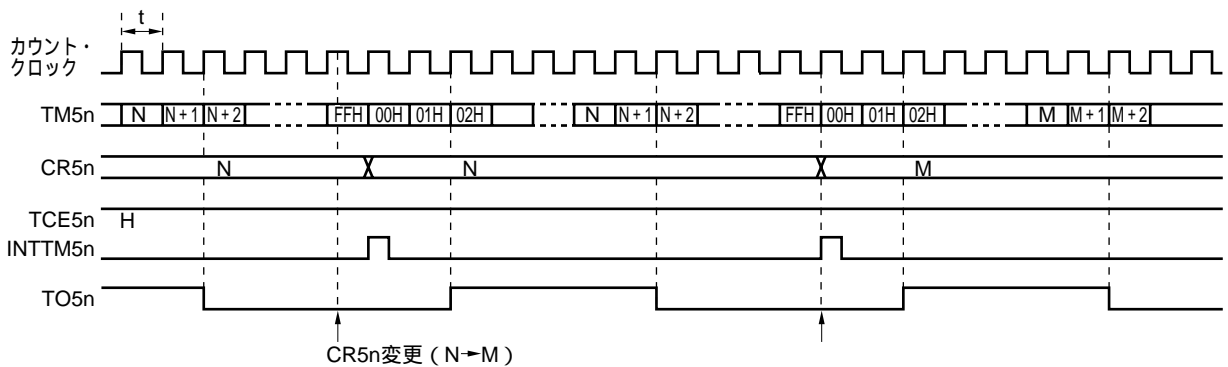 t
カウント・
クロック
TM5n N N+1 N+2 FFH 00H 01H 02H N N+1 N+2 FFH 00H 01H 02H M M+1 M+2
CR5n N N M
TCE5n H
INTTM5n
TO5n
CR5n変更（N→M）